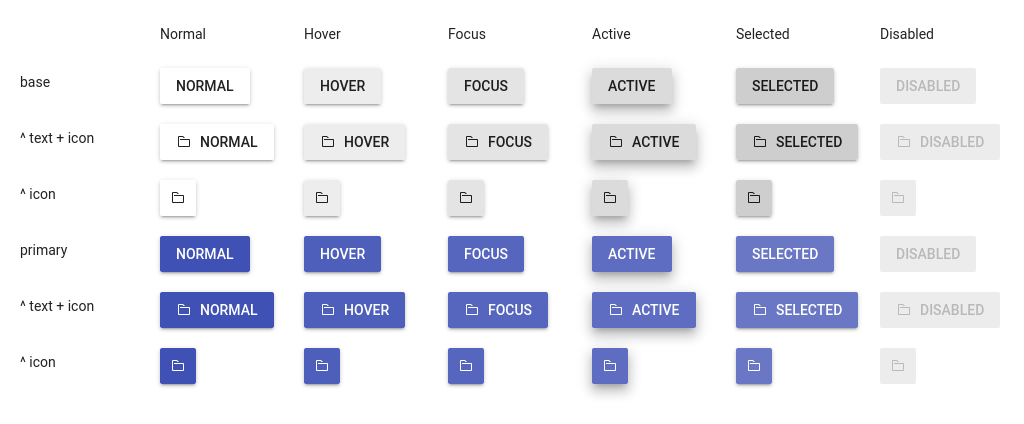 Normal Hover Focus Active Selected Disabled
base NORMAL HOVER FOCUS ACTIVE SELECTED DISABLED
^ text + icon NORMAL HOVER FOCUS ACTIVE SELECTED DISABLED
^ icon
primary NORMAL HOVER FOCUS ACTIVE SELECTED DISABLED
^ text + icon NORMAL HOVER FOCUS ACTIVE SELECTED DISABLED
^ icon